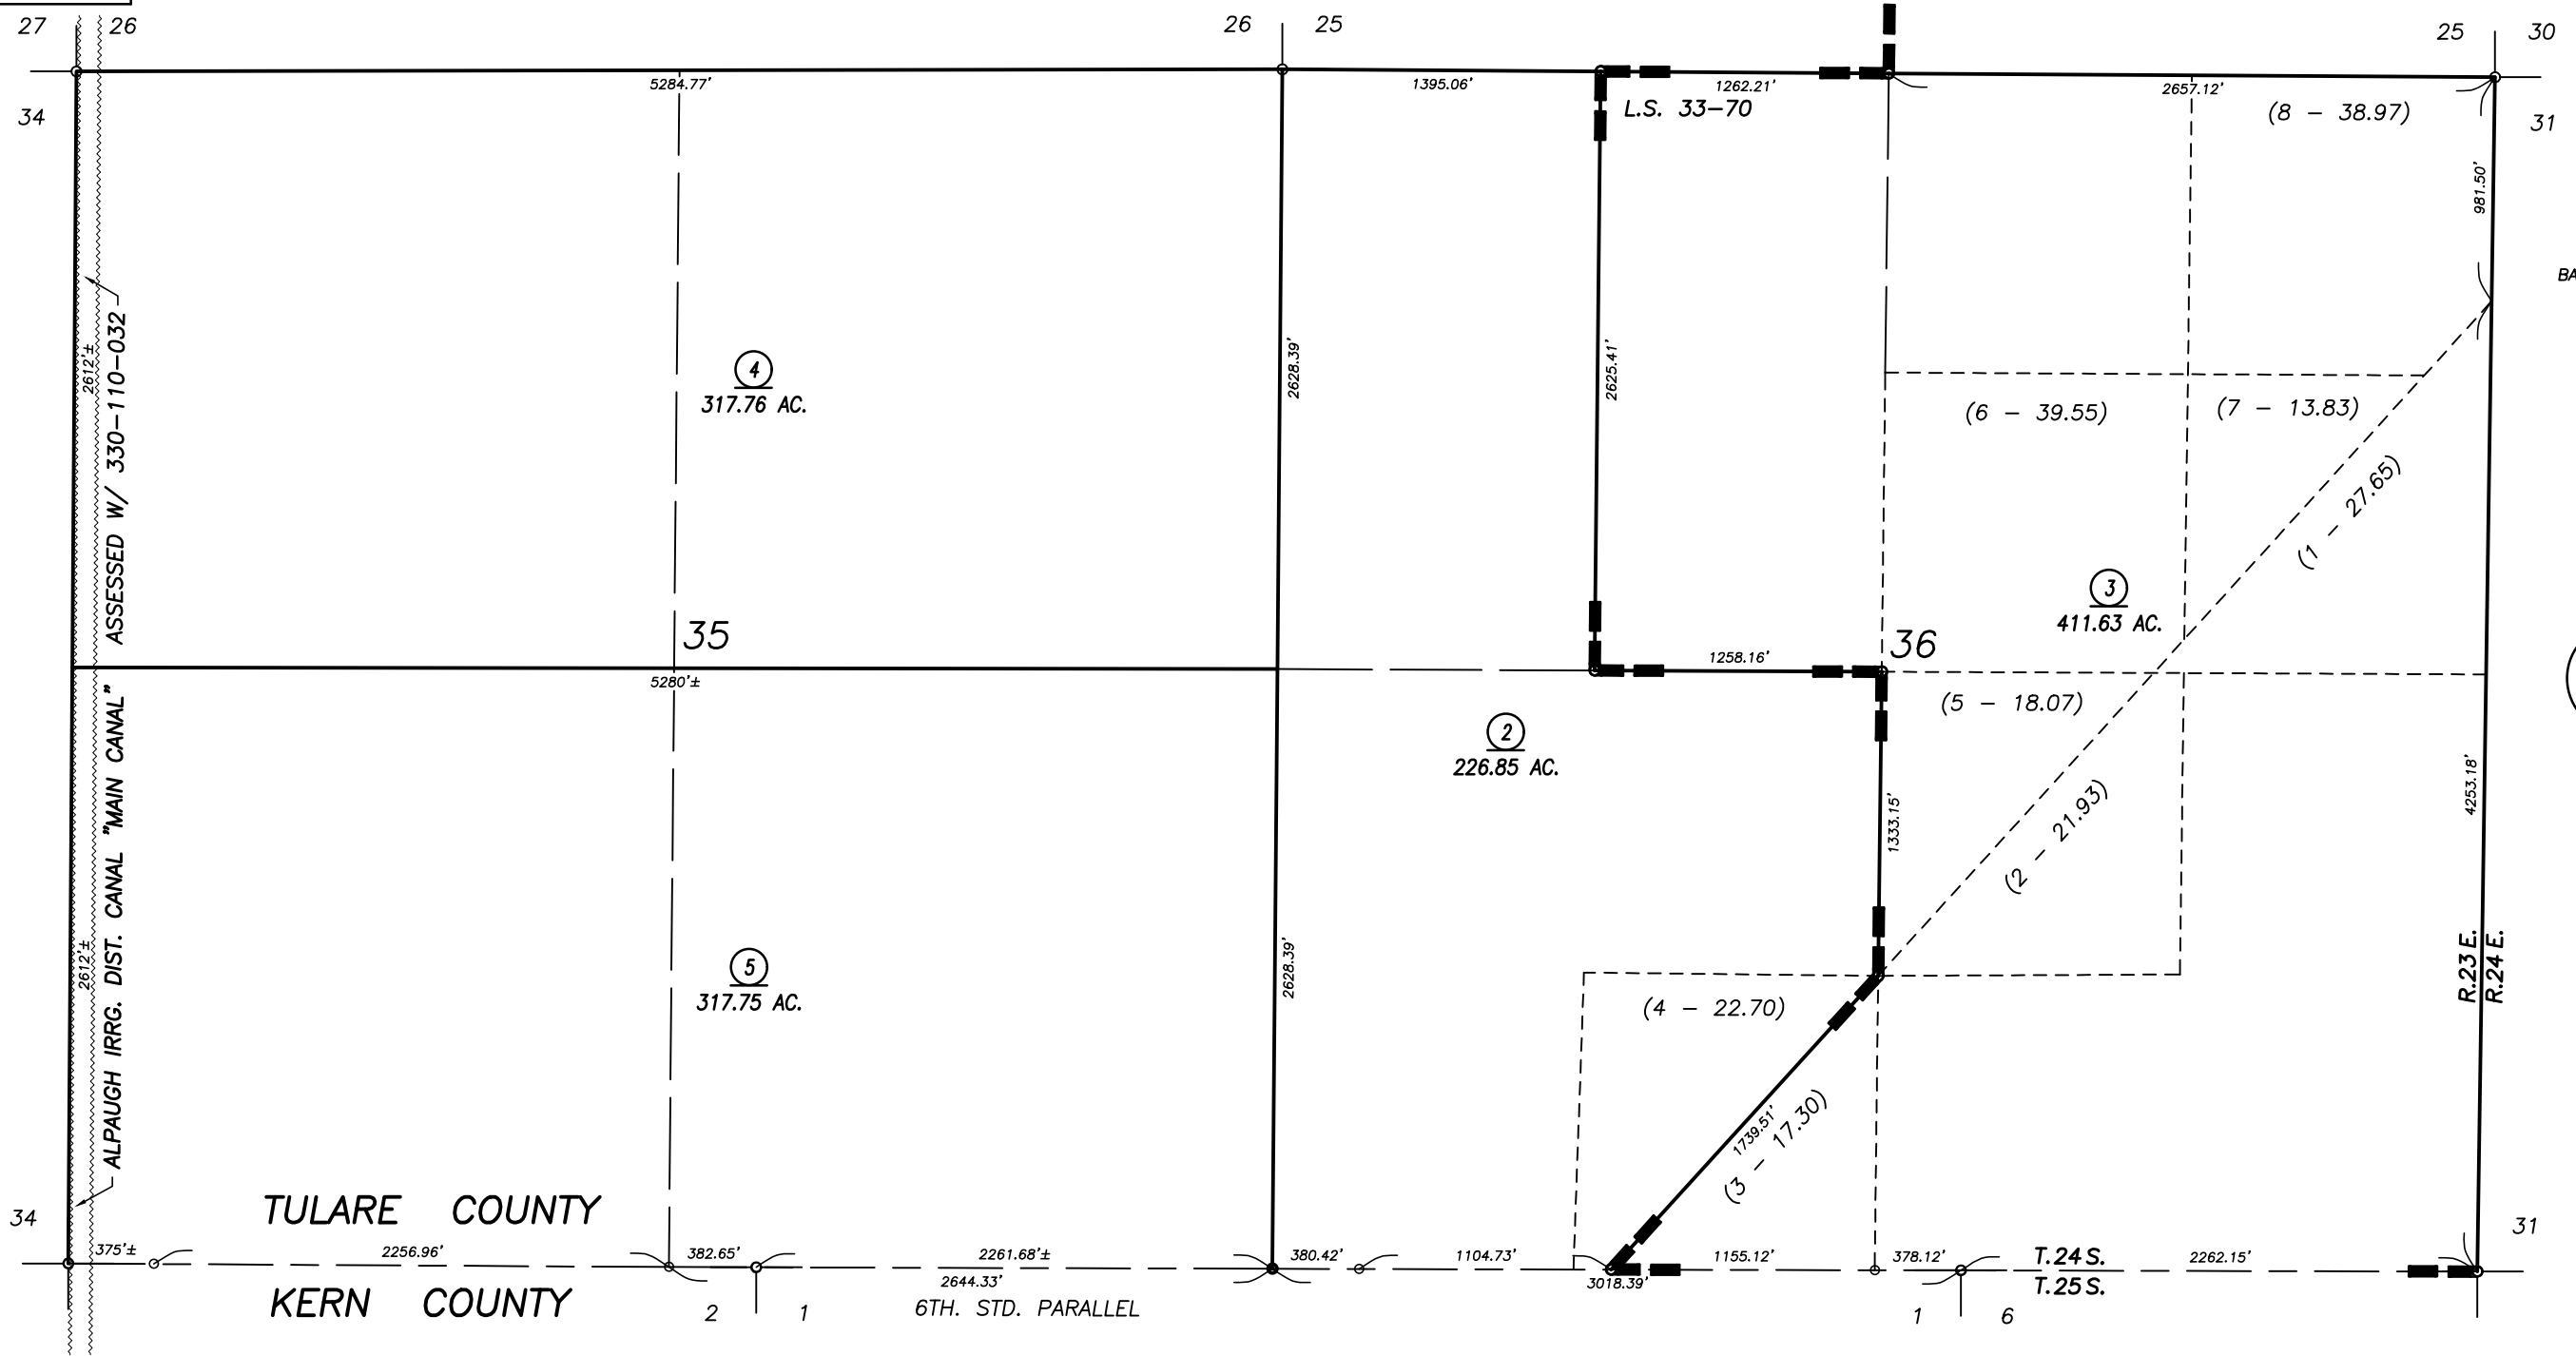 27 26 26 25 25 30
5284.77' 1395.06' 1262.21' 2657.12'
L.S. 33-70
(8 - 38.97)
34 31
981.50'
BA
ASSESSED W/ 330-110-032
2612'±
4
317.76 AC.
2628.39'
2625.41'
(6 - 39.55) (7 - 13.83)
(1 - 27.65)
3
411.63 AC.
35
36
5280'±
1258.16'
(5 - 18.07)
2
226.85 AC.
ALPAUGH IRRG. DIST. CANAL "MAIN CANAL"
2612'±
1333.15'
4253.18'
(2 - 21.93)
5
317.75 AC.
2628.39'
R.23 E.
R.24 E.
(4 - 22.70)
1739.51'
(3 - 17.30)
TULARE COUNTY
34 31
375'± 2256.96' 382.65' 2261.68'± 380.42' 1104.73' 1155.12' 378.12' T.24 S. 2262.15'
2644.33' 3018.39' T.25 S.
KERN COUNTY 2 1 6TH. STD. PARALLEL 1 6